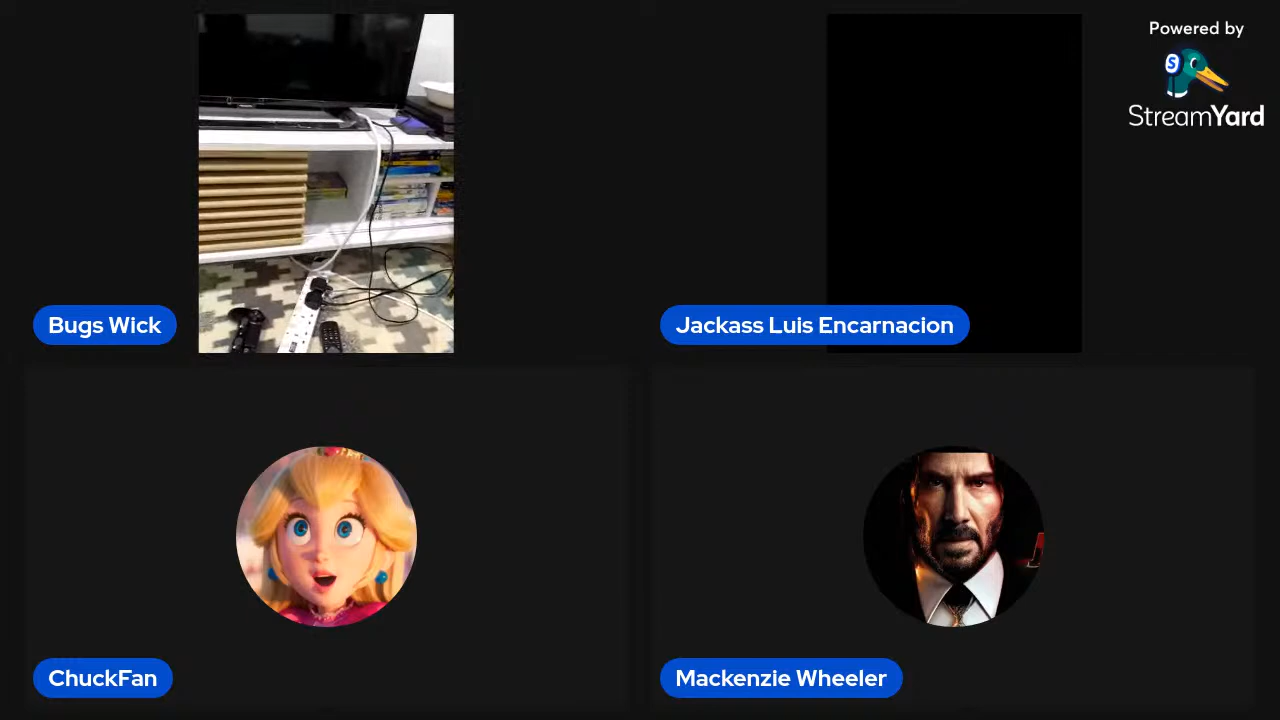 Powered by
StreamYard
Bugs Wick
Jackass Luis Encarnacion
ChuckFan
Mackenzie Wheeler